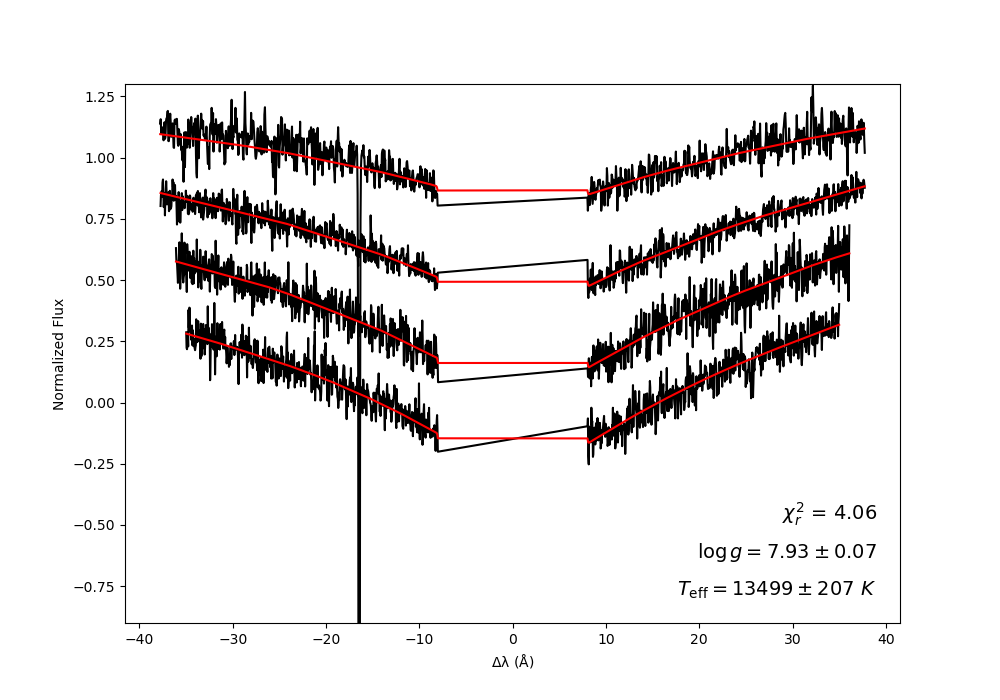 1.25
1.00
0.75
0.50
0.25
0.00
−0.25
−0.50
−0.75
Normalized Flux
χ²ᵣ = 4.06
log g = 7.93 ± 0.07
T_eff = 13499 ± 207 K
−40 −30 −20 −10 0 10 20 30 40
Δλ (Å)